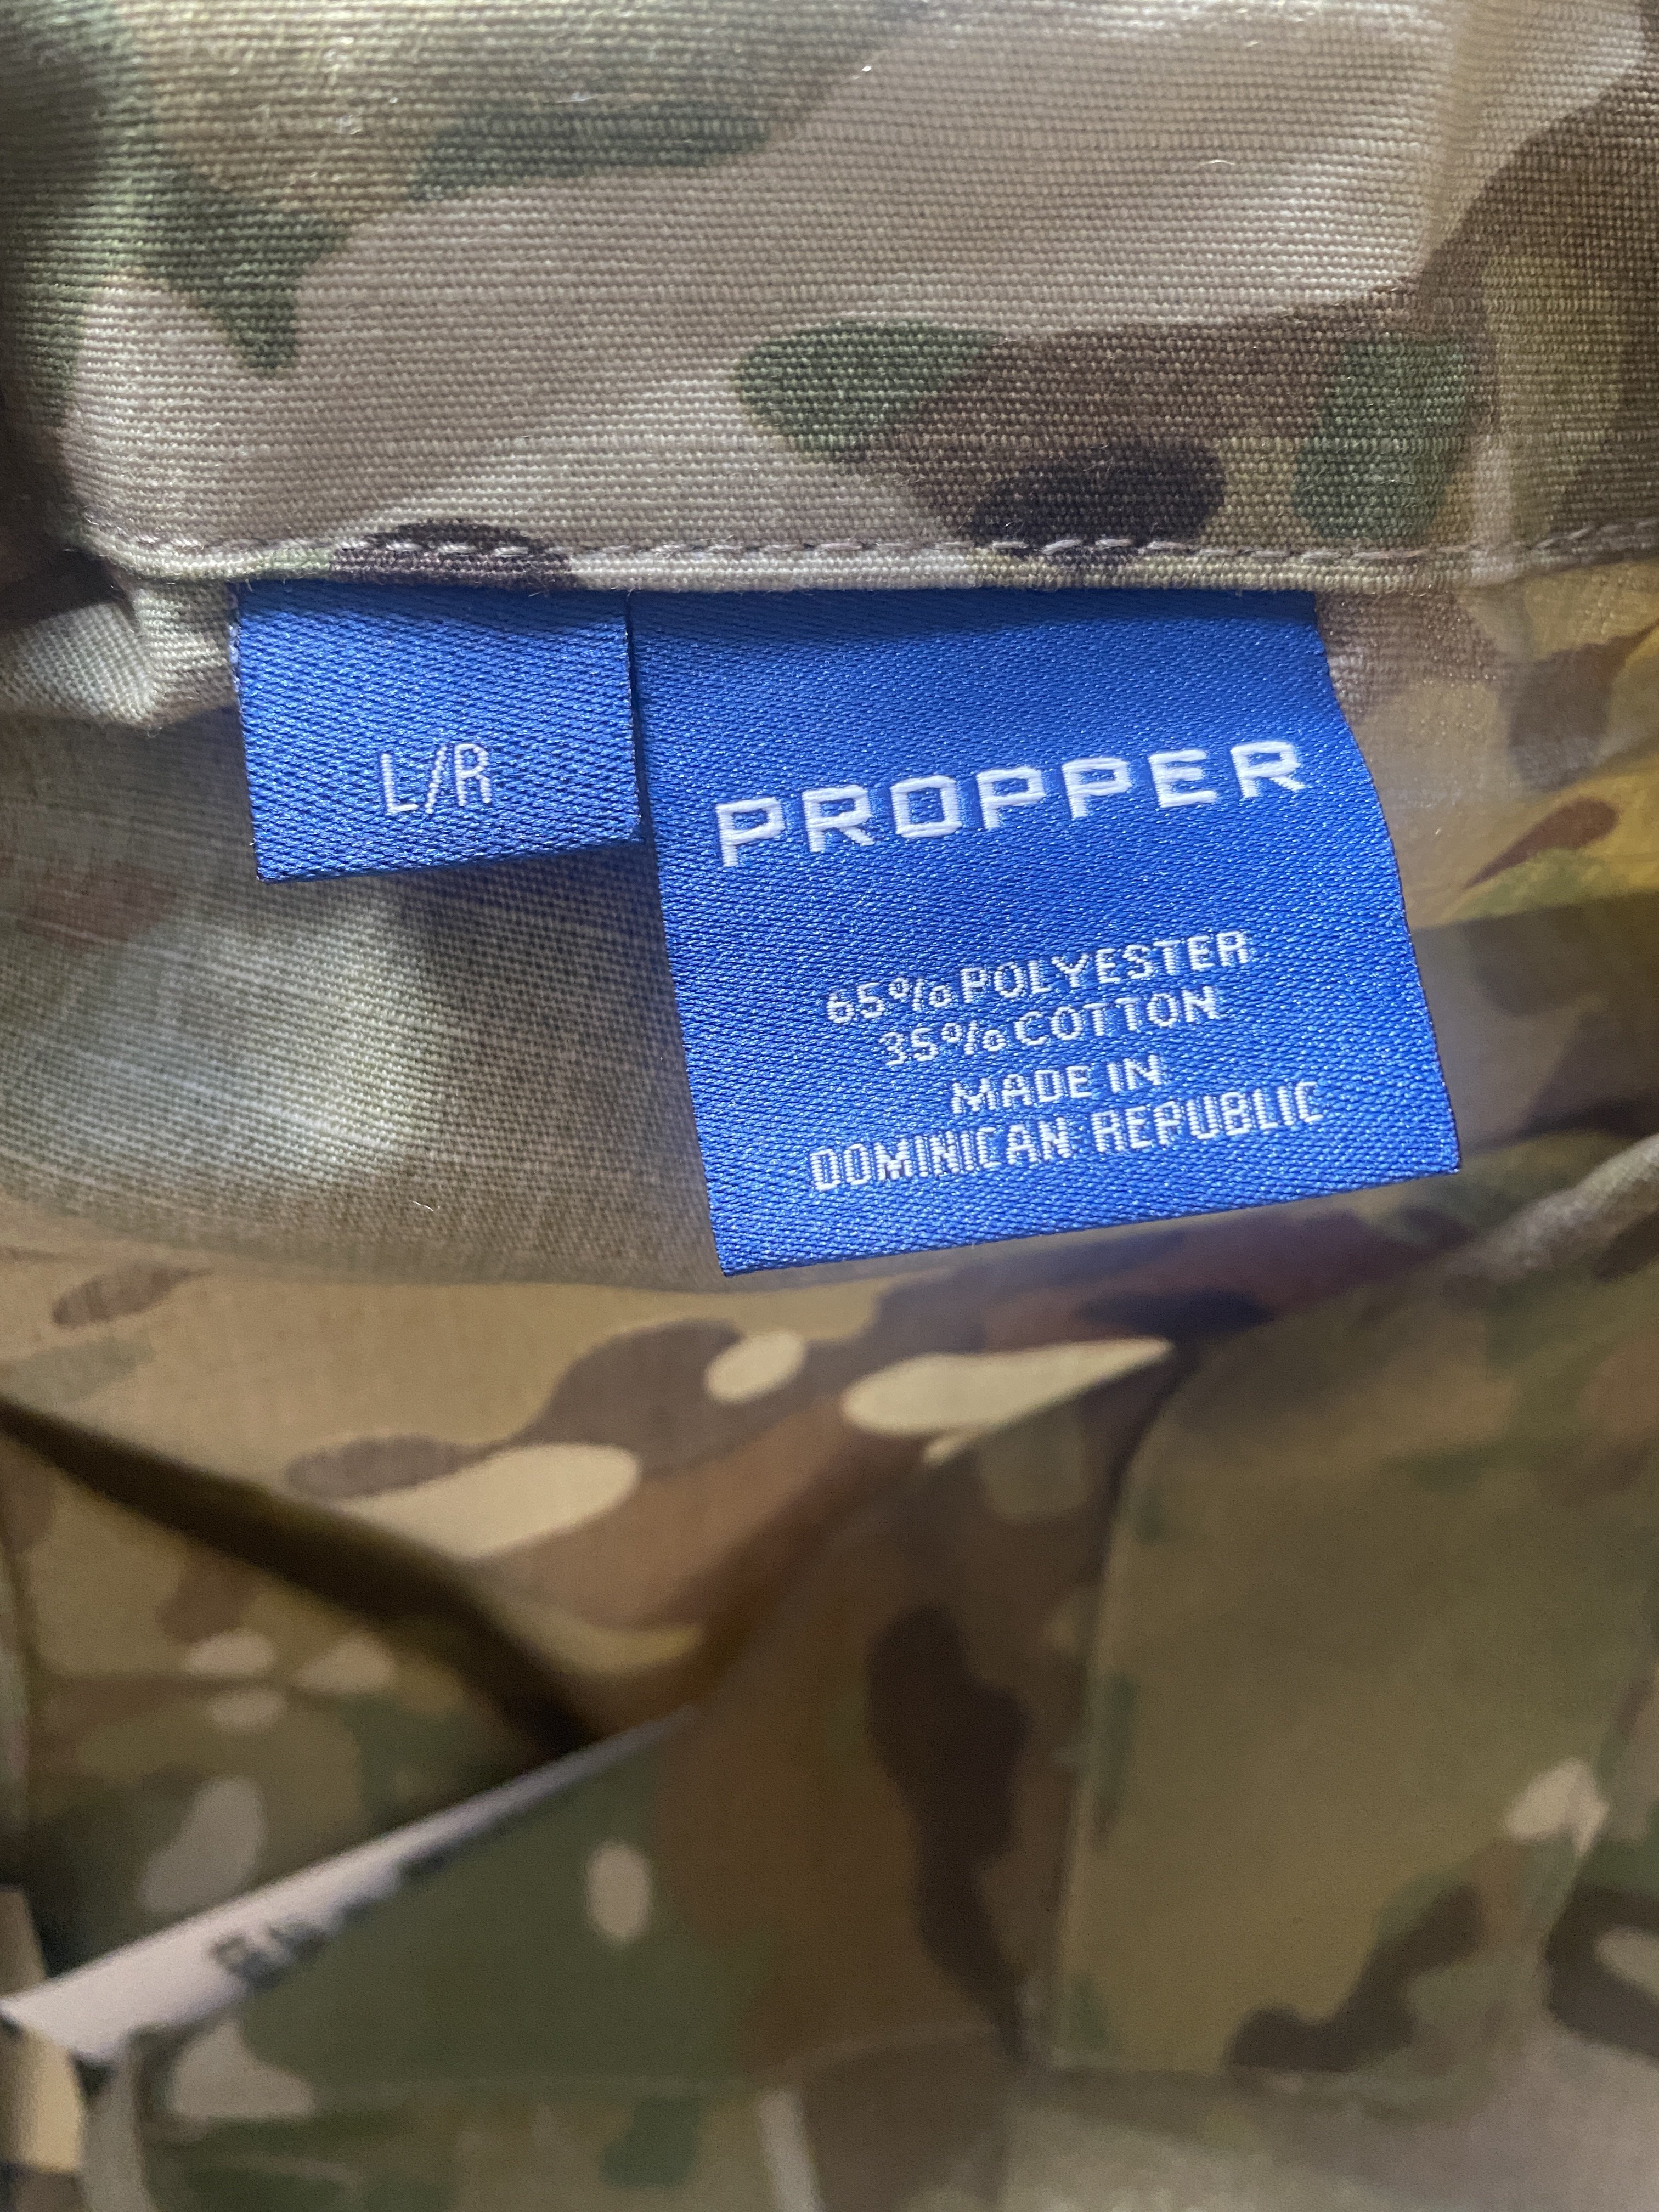 L/R
PROPPER
65% POLYESTER
35% COTTON
MADE IN
DOMINICAN REPUBLIC